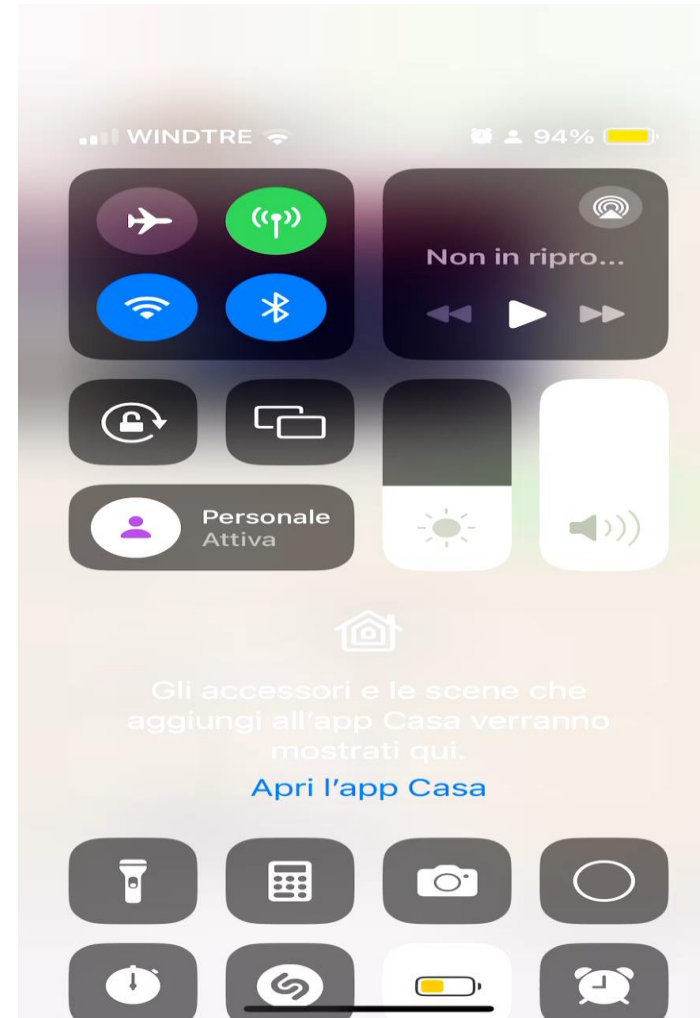 WINDTRE
94%
Non in ripro...
Personale
Attiva
Gli accessori e le scene che
aggiungi all'app Casa verranno
mostrati qui.
Apri l'app Casa